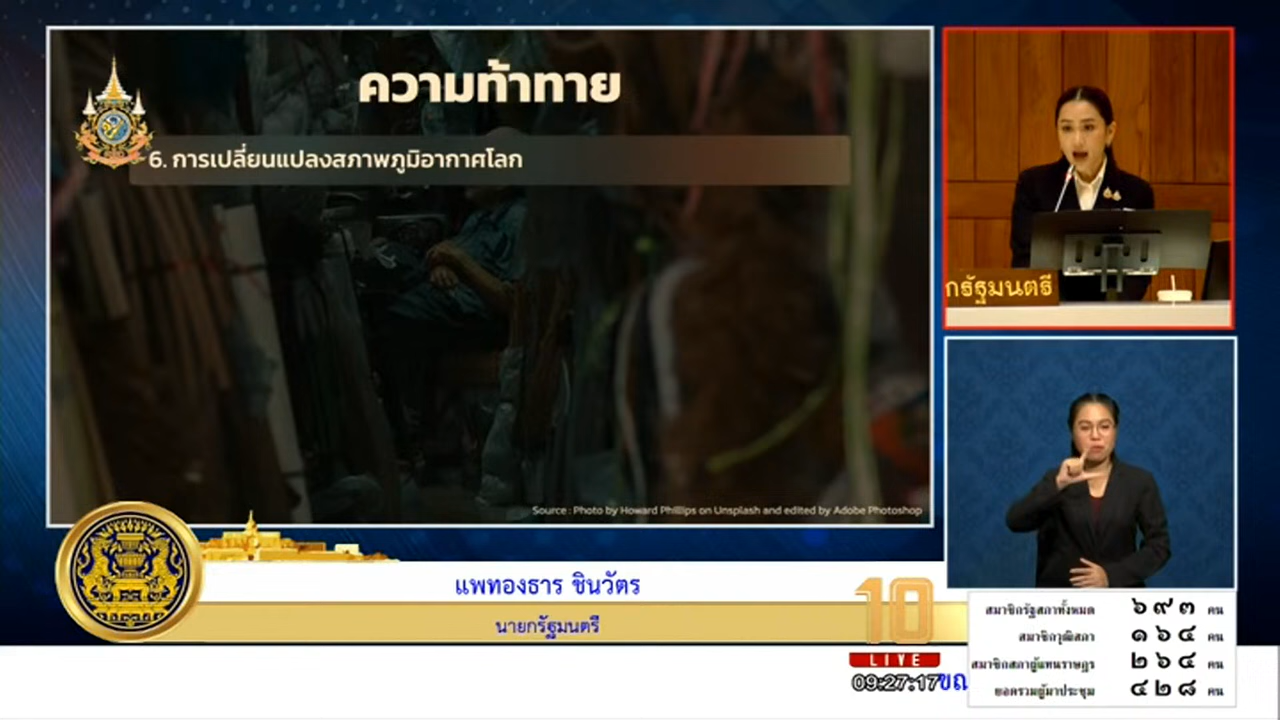 ความท้าทาย
6. การเปลี่ยนแปลงสภาพภูมิอากาศโลก
Source : Photo by Howard Phillips on Unsplash and edited by Adobe Photoshop
กรัฐมนตรี
แพทองธาร ชินวัตร
นายกรัฐมนตรี
10
LIVE
09:27:17
ขณ
สมาชิกรัฐสภาทั้งหมด ๖๙๓ คน
สมาชิกวุฒิสภา ๑๖๔ คน
สมาชิกสภาผู้แทนราษฎร ๒๖๔ คน
ยอดรวมผู้มาประชุม ๔๒๘ คน